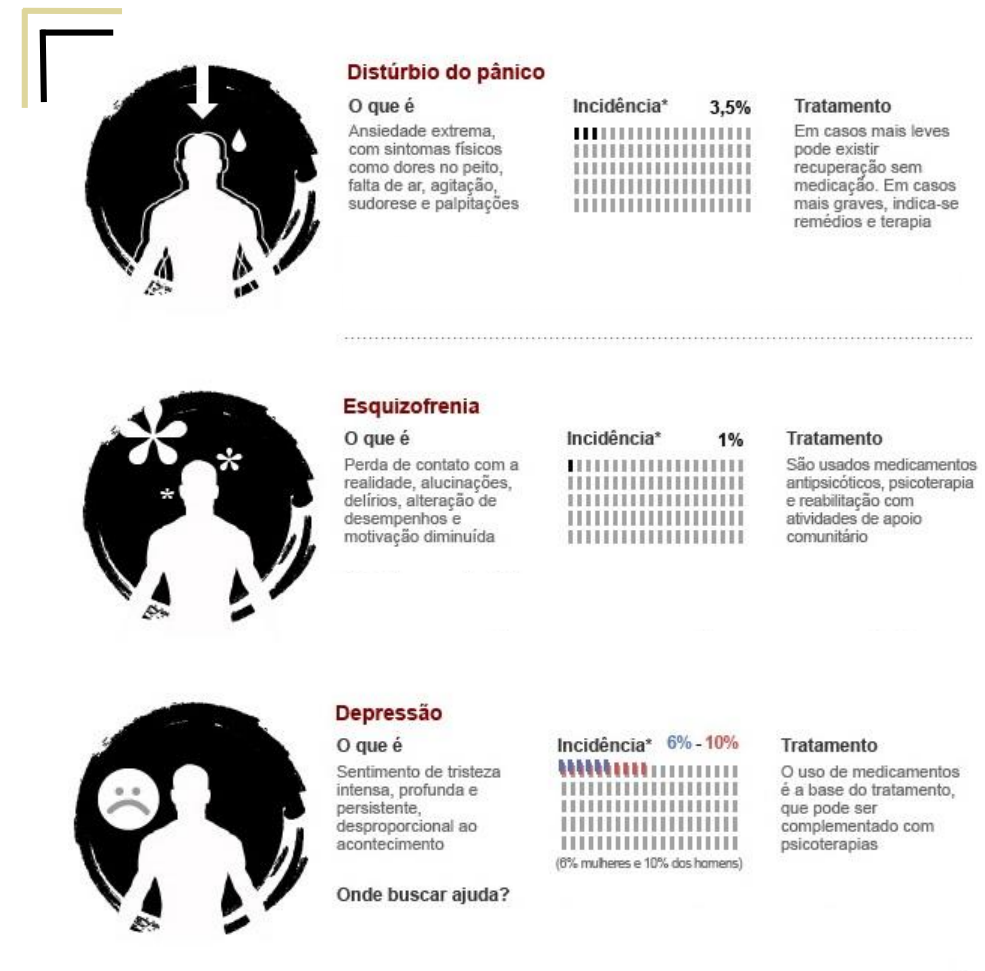 Distúrbio do pânico
O que é
Ansiedade extrema,
com sintomas físicos
como dores no peito,
falta de ar, agitação,
sudorese e palpitações
Incidência* 3,5%
Tratamento
Em casos mais leves
pode existir
recuperação sem
medicação. Em casos
mais graves, indica-se
remédios e terapia
Esquizofrenia
O que é
Perda de contato com a
realidade, alucinações,
delírios, alteração de
desempenhos e
motivação diminuída
Incidência* 1%
Tratamento
São usados medicamentos
antipsicóticos, psicoterapia
e reabilitação com
atividades de apoio
comunitário
Depressão
O que é
Sentimento de tristeza
intensa, profunda e
persistente,
desproporcional ao
acontecimento
Incidência* 6% - 10%
(6% mulheres e 10% dos homens)
Tratamento
O uso de medicamentos
é a base do tratamento,
que pode ser
complementado com
psicoterapias
Onde buscar ajuda?